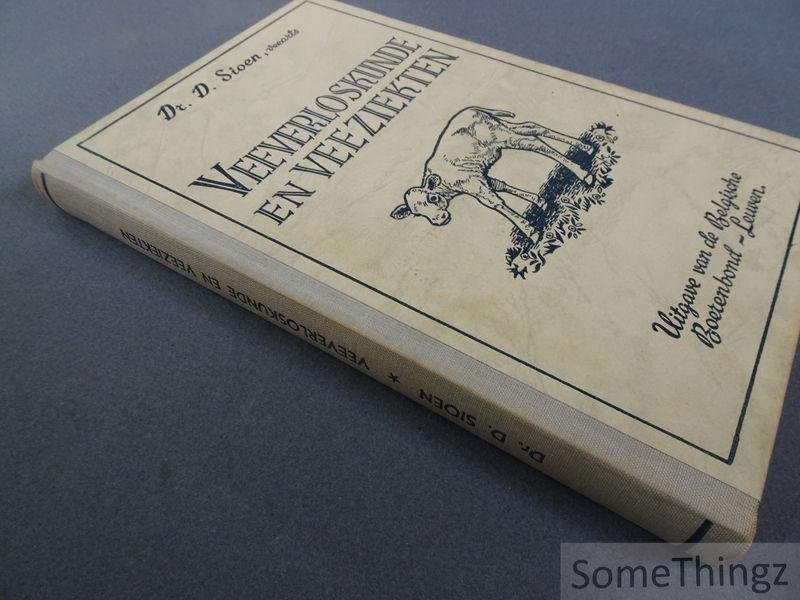 Dr. D. Sioen, veearts
VEEVERLOSKUNDE
EN VEEZIEKTEN
Uitgave van de Belgische
Boerenbond - Leuven.
Dr. D. SIOEN ★ VEEVERLOSKUNDE EN VEEZIEKTEN
SomeThingz